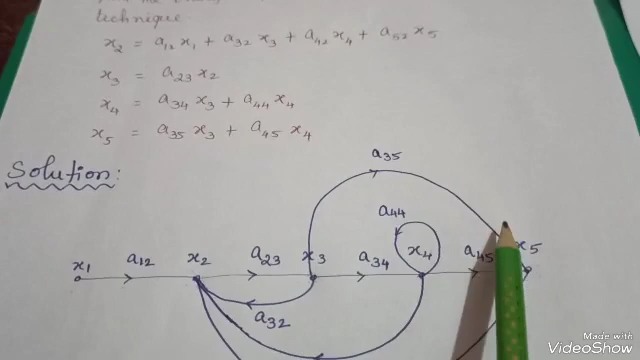 technique
x2 = a12 x1 + a32 x3 + a42 x4 + a52 x5
x3 = a23 x2
x4 = a34 x3 + a44 x4
x5 = a35 x3 + a45 x4
Solution:
a35
a44
x1 a12 x2 a23 x3 a34 x4 a45 x5
a32
Made with
VideoShow